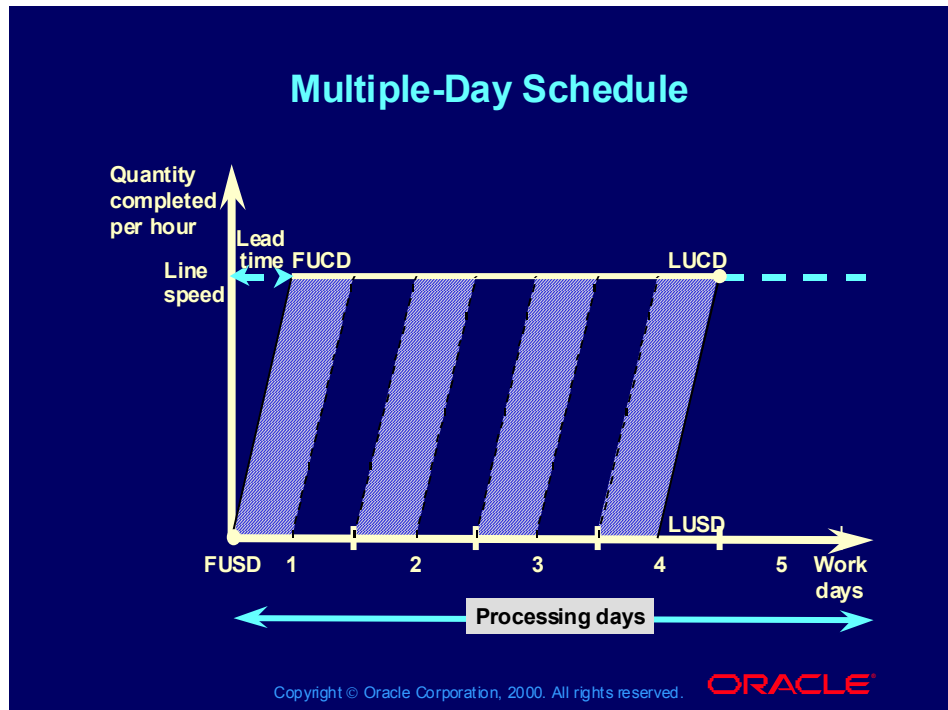 Multiple-Day Schedule
Quantity
completed
per hour
Lead
time
FUCD
LUCD
Line
speed
LUSD
FUSD 1 2 3 4 5 Work
days
Processing days
Copyright © Oracle Corporation, 2000. All rights reserved.
ORACLE®